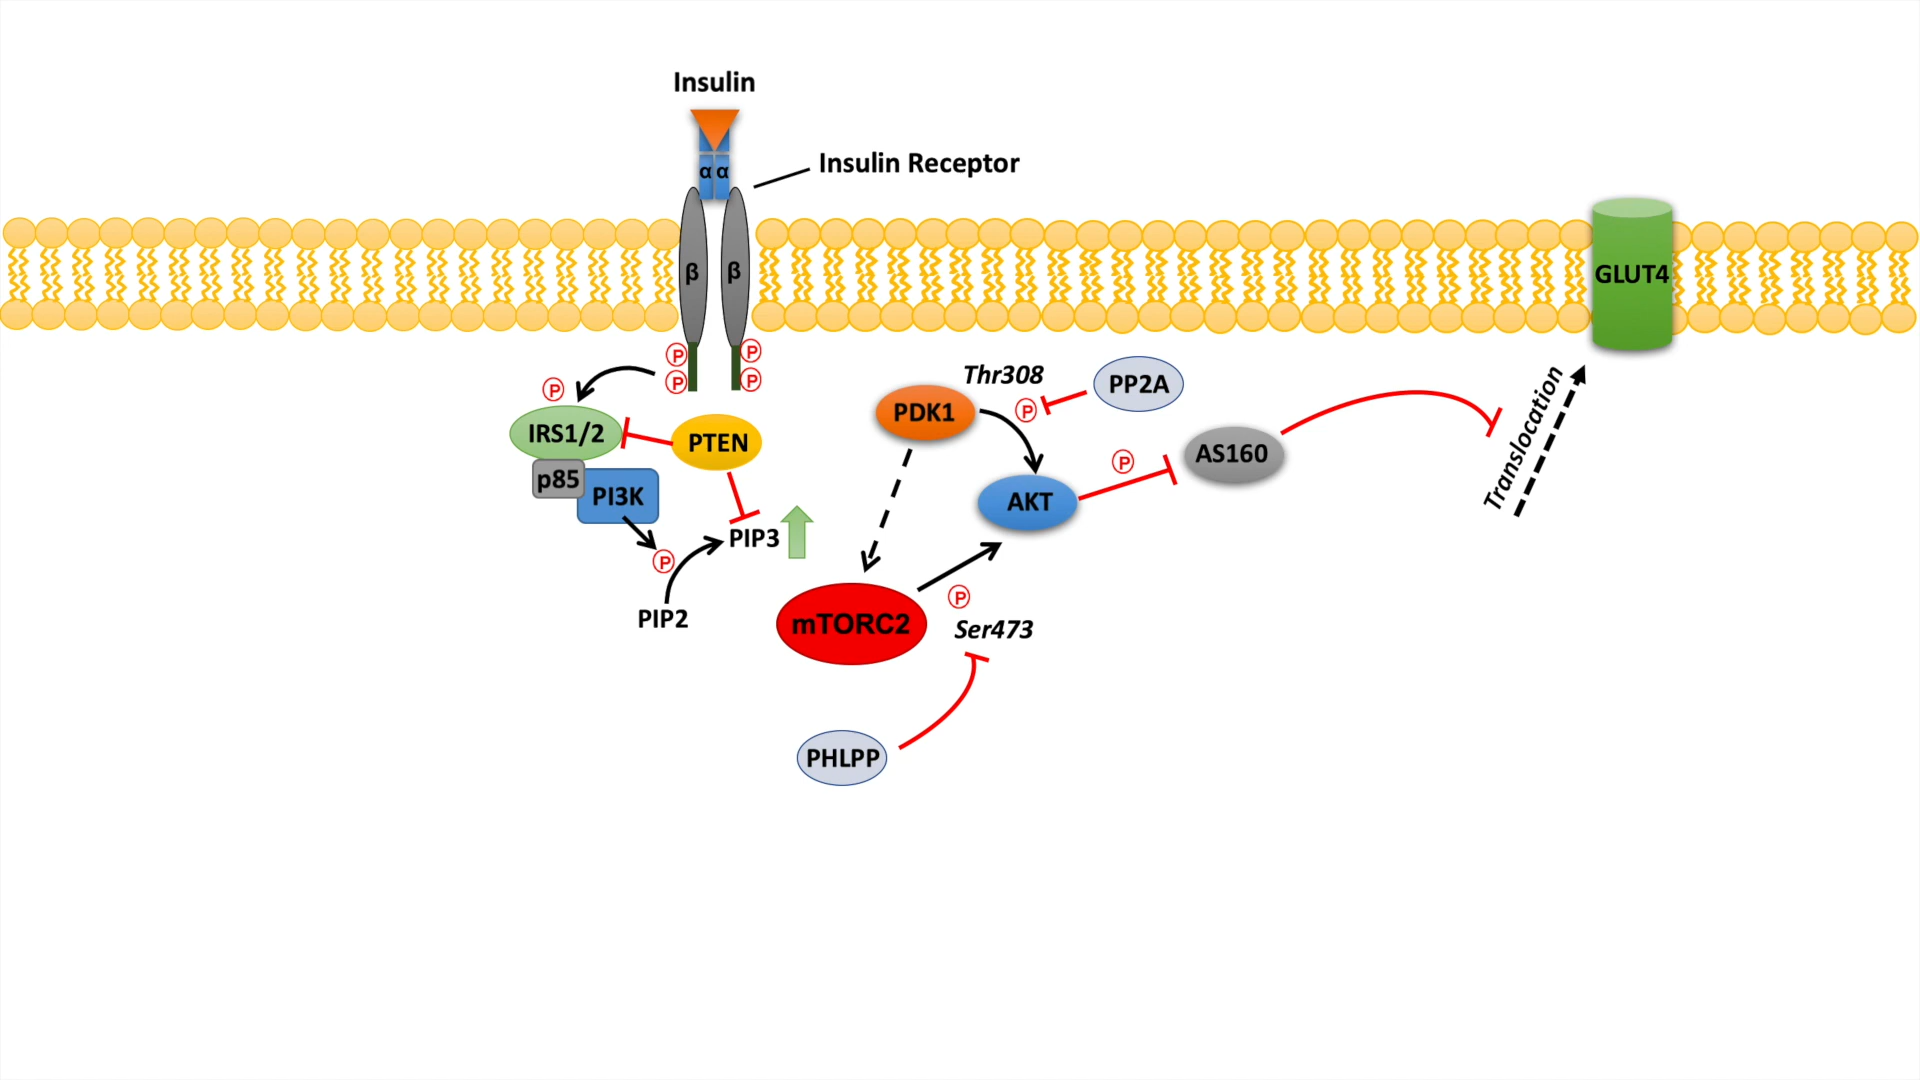 Insulin
Insulin Receptor
α α
β β
GLUT4
P P
P P
P
IRS1/2
p85
PI3K
PTEN
P
PIP3
PIP2
PDK1
Thr308
P
PP2A
AKT
P
AS160
Translocation
mTORC2
P
Ser473
PHLPP